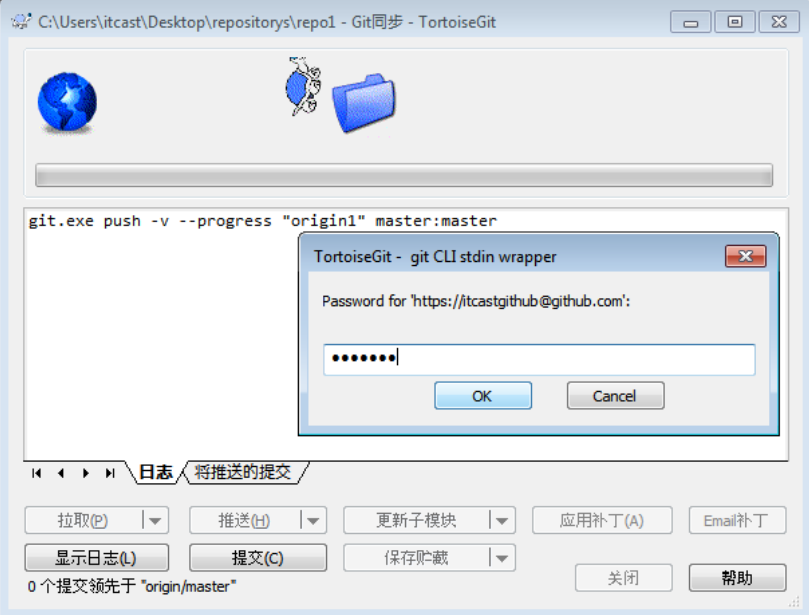 C:\Users\itcast\Desktop\repositorys\repo1 - Git同步 - TortoiseGit
git.exe push -v --progress "origin1" master:master
TortoiseGit - git CLI stdin wrapper
Password for 'https://itcastgithub@github.com':
•••••••
OK
Cancel
日志
将推送的提交
拉取(P)
推送(H)
更新子模块
应用补丁(A)
Email补丁
显示日志(L)
提交(C)
保存贮藏
0 个提交领先于 "origin/master"
关闭
帮助